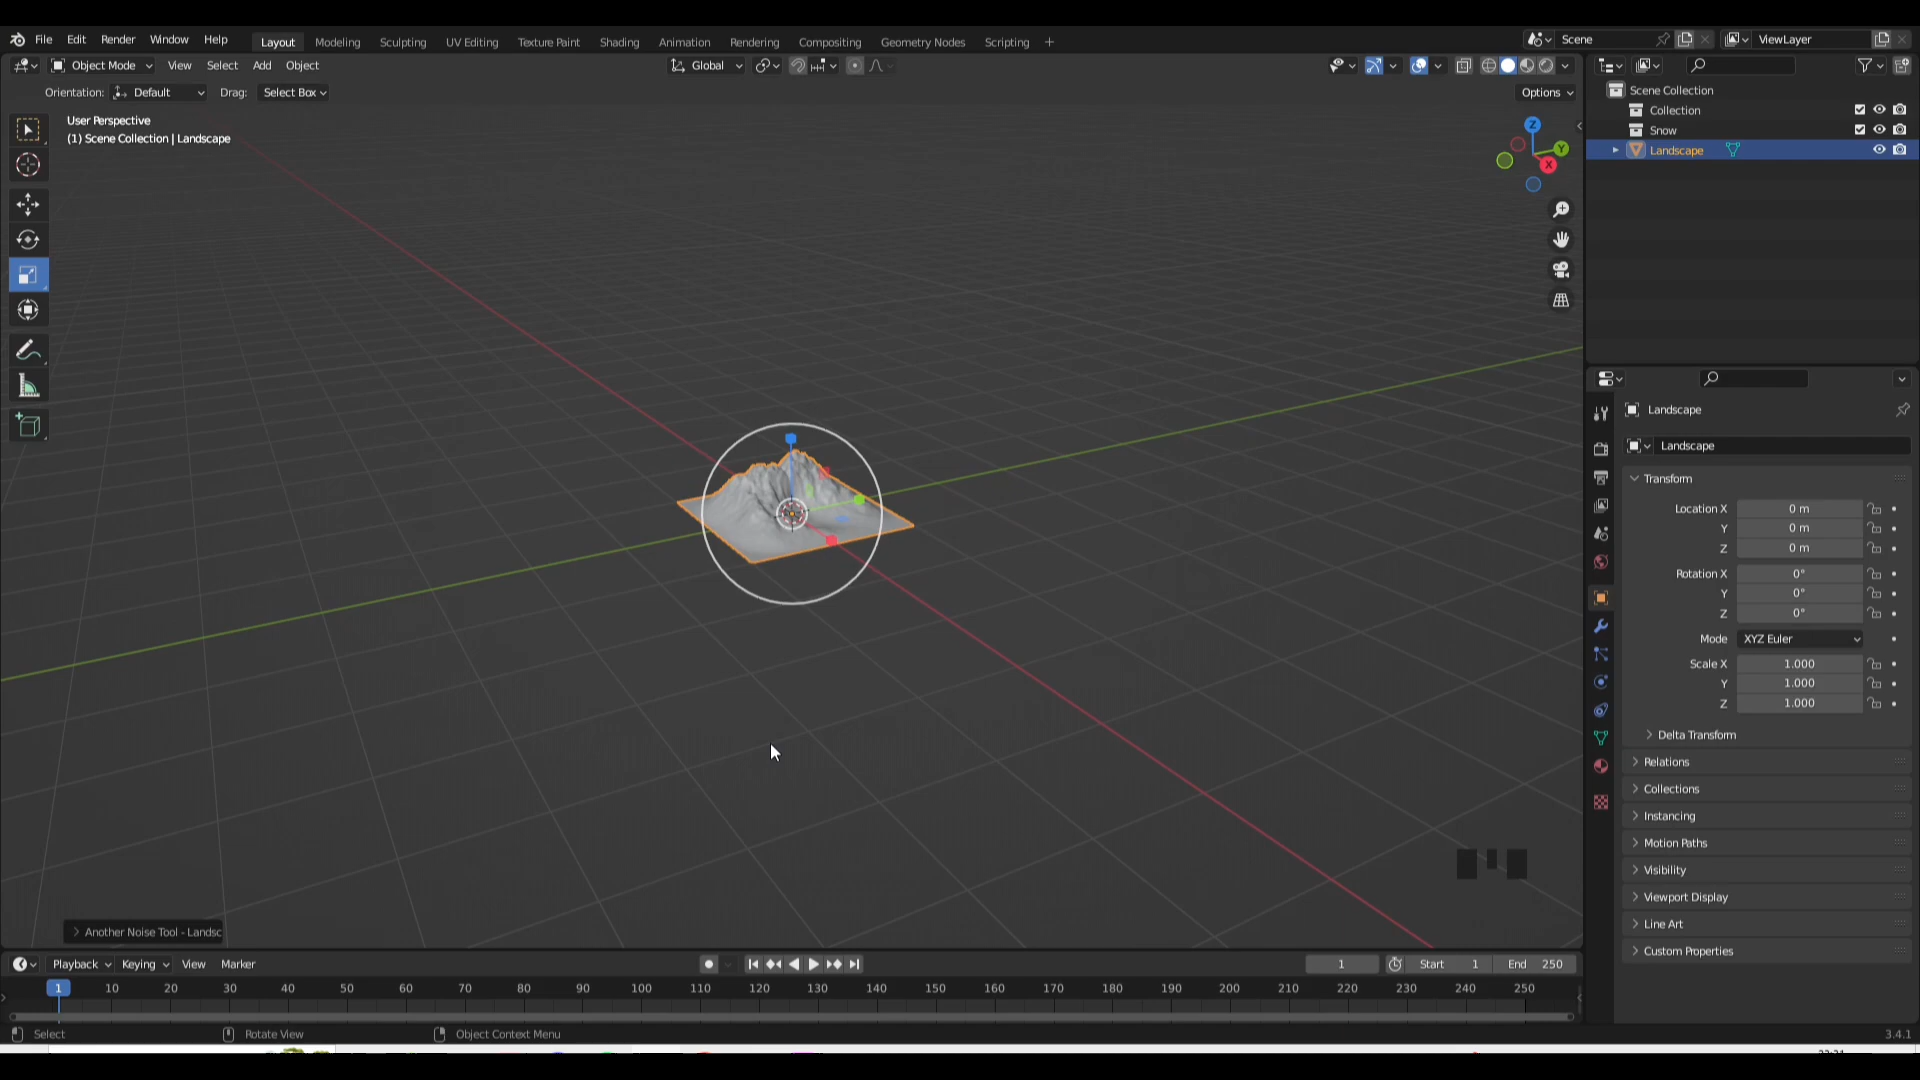 File Edit Render Window Help Layout Modeling Sculpting UV Editing Texture Paint Shading Animation Rendering Compositing Geometry Nodes Scripting + Scene ViewLayer
Object Mode View Select Add Object Global
Orientation: Default Drag: Select Box Options
User Perspective
(1) Scene Collection | Landscape
Z
Y
X
Scene Collection
Collection
Snow
Landscape
Landscape
Landscape
Transform
Location X 0 m
Y 0 m
Z 0 m
Rotation X 0°
Y 0°
Z 0°
Mode XYZ Euler
Scale X 1.000
Y 1.000
Z 1.000
Delta Transform
Relations
Collections
Instancing
Motion Paths
Visibility
Viewport Display
Line Art
Custom Properties
Another Noise Tool - Landsc
Playback Keying View Marker 1 Start 1 End 250
1 10 20 30 40 50 60 70 80 90 100 110 120 130 140 150 160 170 180 190 200 210 220 230 240 250
Select Rotate View Object Context Menu 3.4.1